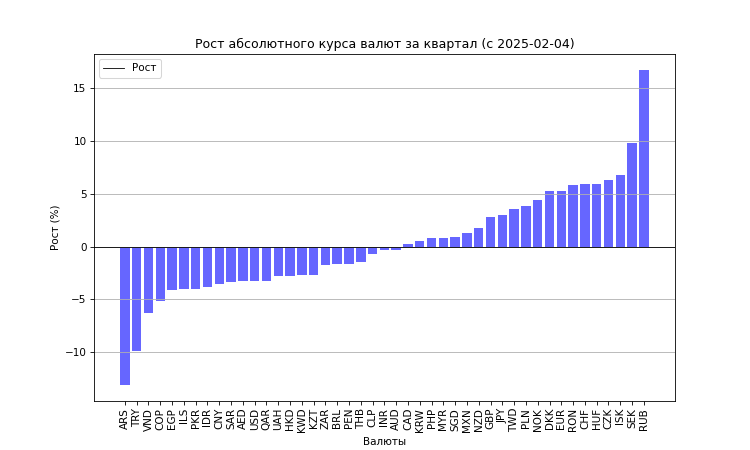 Рост абсолютного курса валют за квартал (с 2025-02-04)
Рост
15
10
5
0
−5
−10
Рост (%)
ARS TRY VND COP EGP ILS PKR IDR CNY SAR AED USD QAR UAH HKD KWD KZT ZAR BRL PEN THB CLP INR AUD CAD KRW PHP MYR SGD MXN NZD GBP JPY TWD PLN NOK DKK EUR RON CHF HUF CZK ISK SEK RUB
Валюты